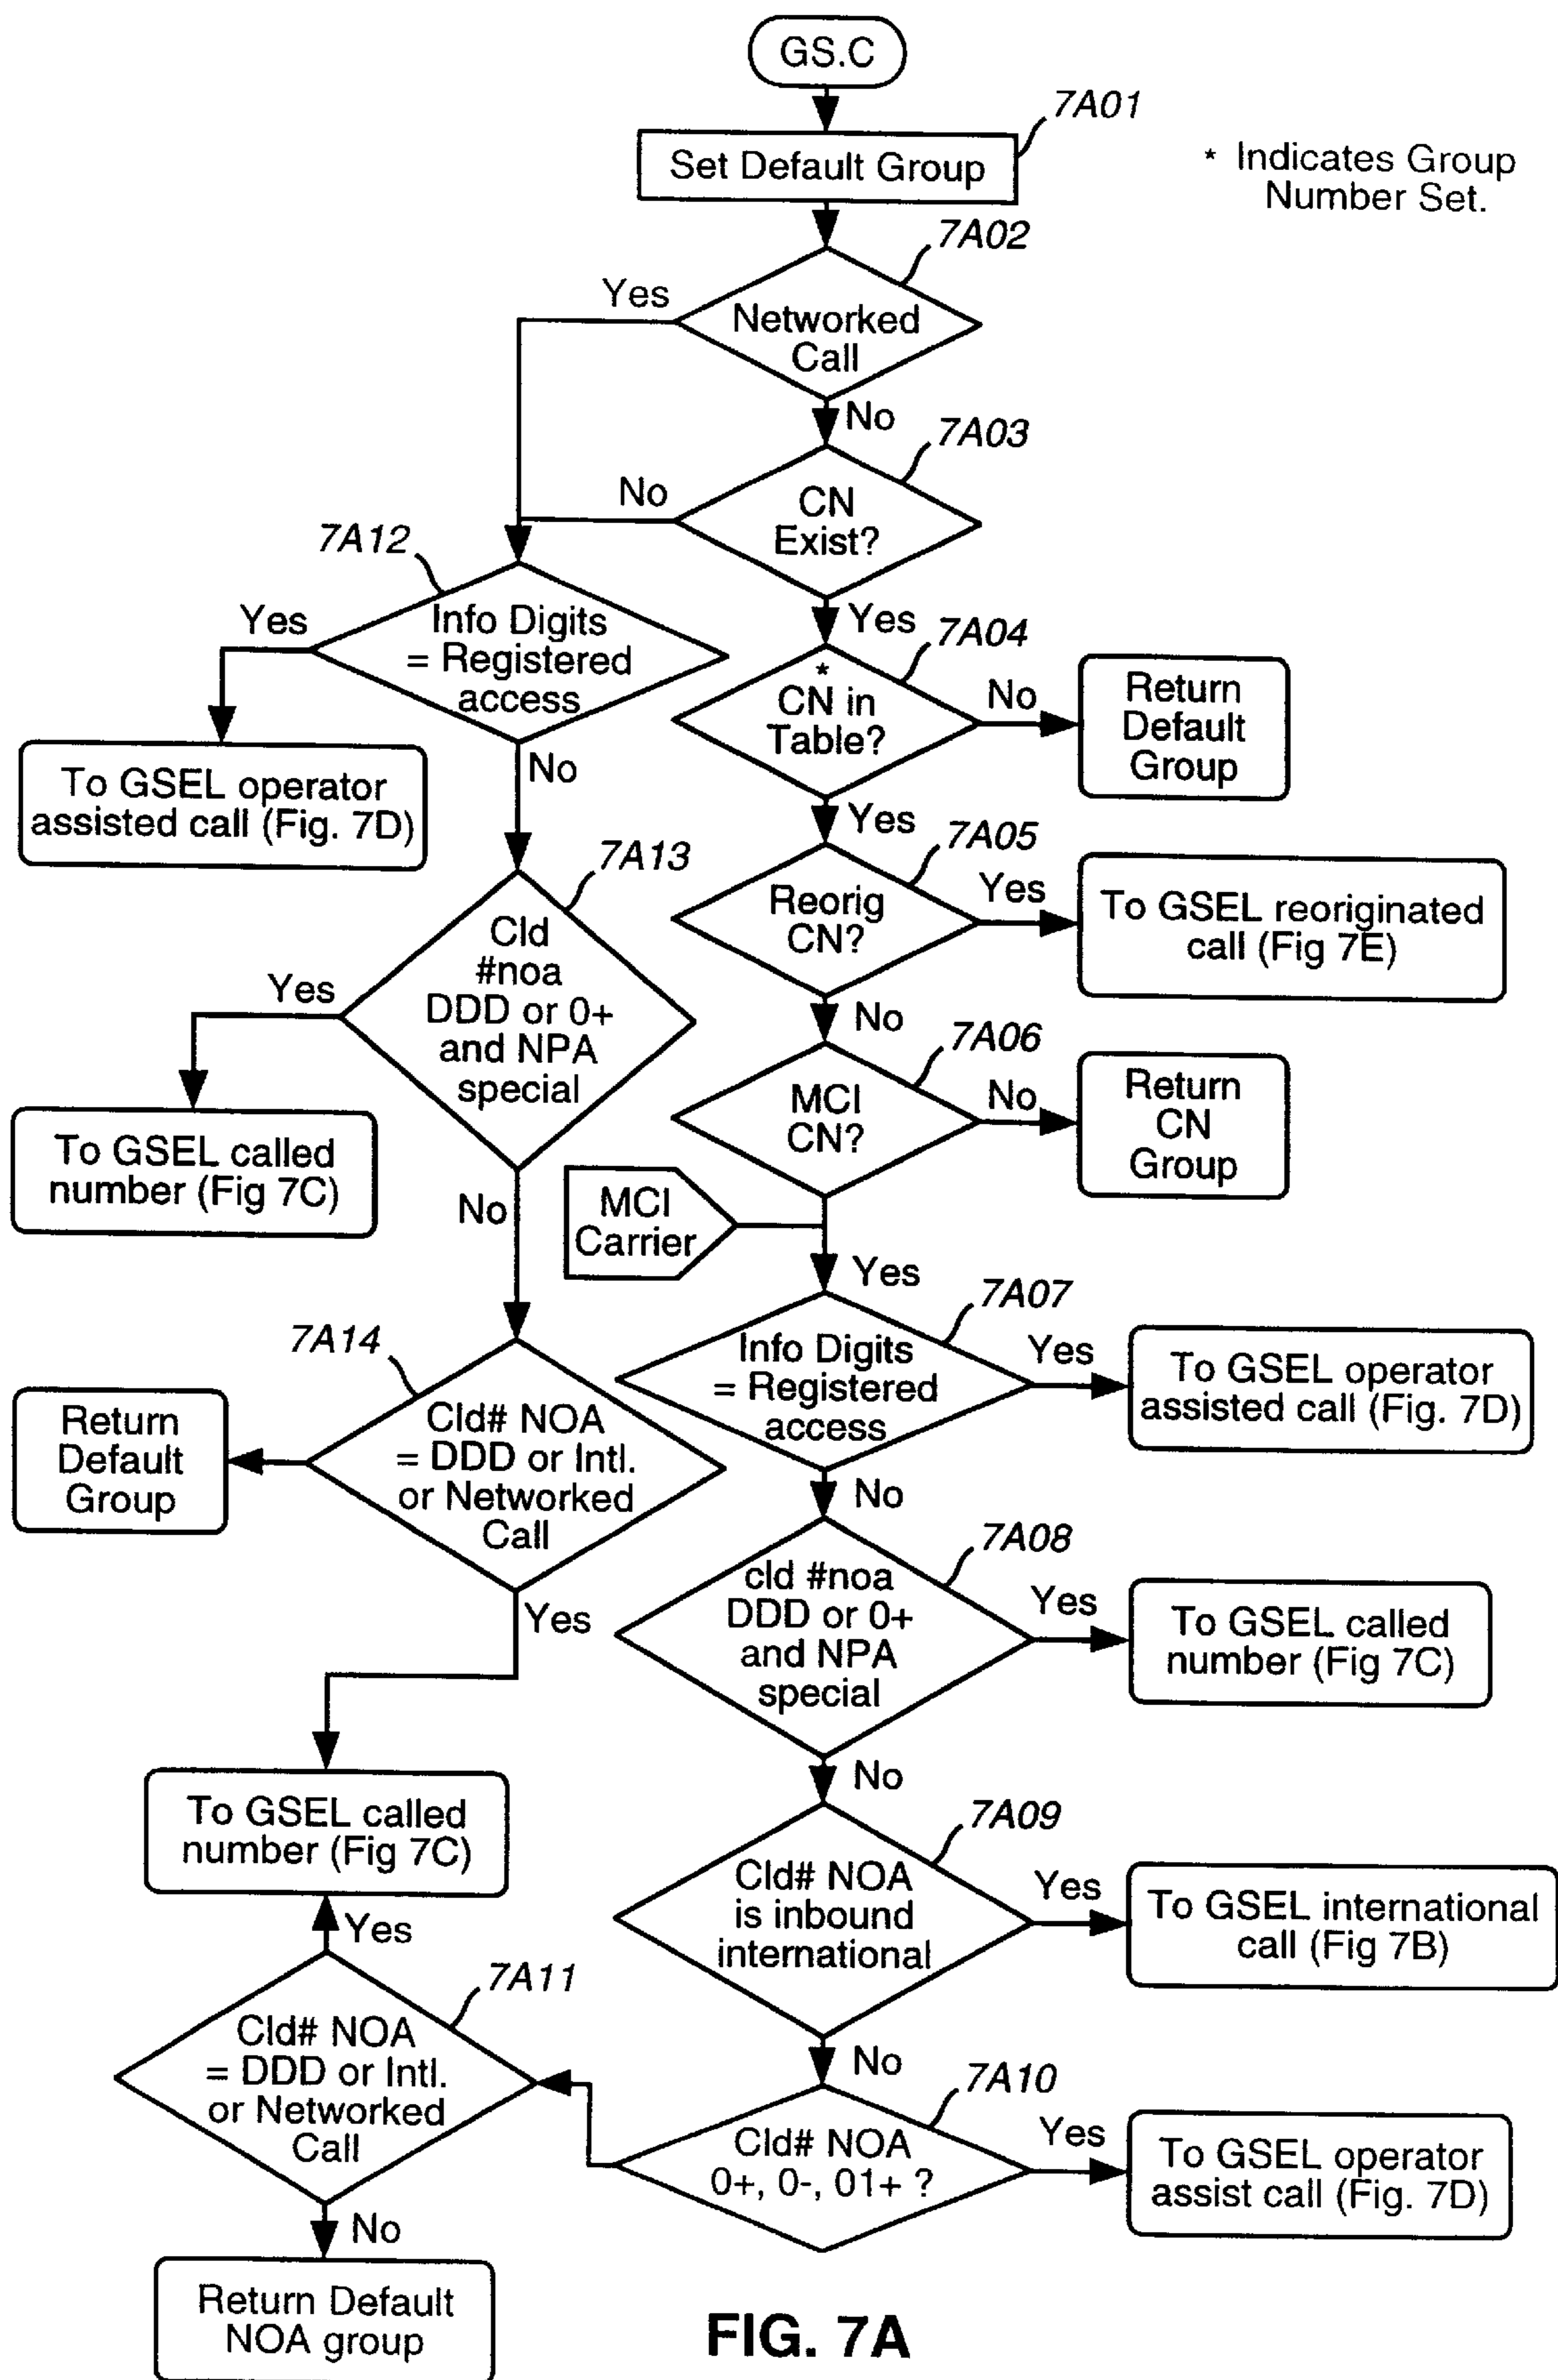 GS.C
7A01
Set Default Group
* Indicates Group
Number Set.
7A02
Yes
Networked
Call
No
7A03
No
CN
Exist?
7A12
Yes
Info Digits
= Registered
access
Yes
7A04
*
CN in
Table?
No
Return
Default
Group
To GSEL operator
assisted call (Fig. 7D)
No
Yes
7A05
Reorig
CN?
Yes
To GSEL reoriginated
call (Fig 7E)
7A13
Cld
#noa
DDD or 0+
and NPA
special
Yes
No
7A06
MCI
CN?
No
Return
CN
Group
To GSEL called
number (Fig 7C)
No
MCI
Carrier
Yes
7A07
Info Digits
= Registered
access
Yes
To GSEL operator
assisted call (Fig. 7D)
7A14
Cld# NOA
= DDD or Intl.
or Networked
Call
Return
Default
Group
No
7A08
cld #noa
DDD or 0+
and NPA
special
Yes
To GSEL called
number (Fig 7C)
Yes
To GSEL called
number (Fig 7C)
No
7A09
Cld# NOA
is inbound
international
Yes
To GSEL international
call (Fig 7B)
Yes
7A11
Cld# NOA
= DDD or Intl.
or Networked
Call
No
7A10
Cld# NOA
0+, 0-, 01+ ?
Yes
To GSEL operator
assist call (Fig. 7D)
No
Return Default
NOA group
FIG. 7A